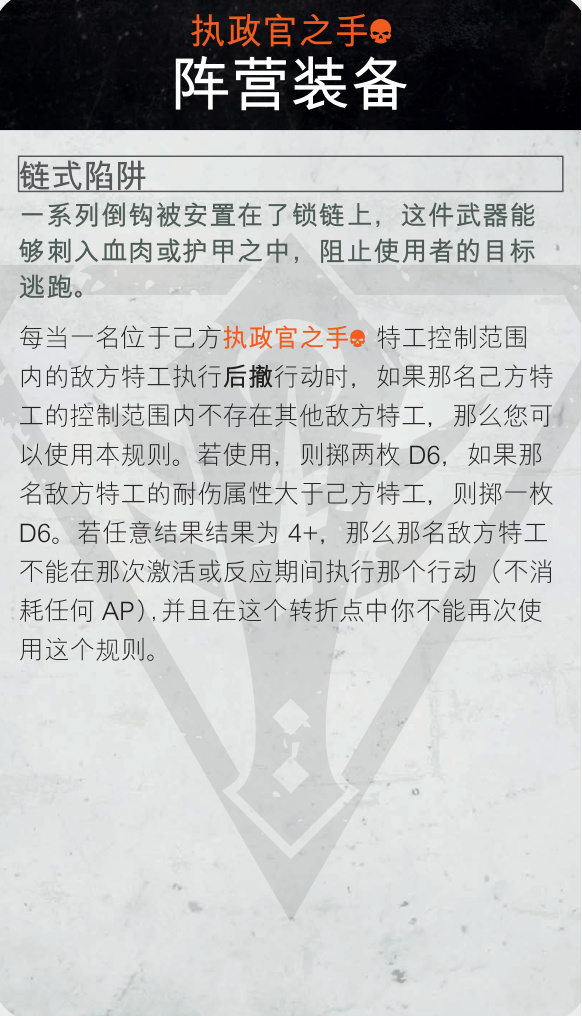 执政官之手
阵营装备
链式陷阱
一系列倒钩被安置在了锁链上，这件武器能
够刺入血肉或护甲之中，阻止使用者的目标
逃跑。
每当一名位于己方执政官之手 特工控制范围
内的敌方特工执行后撤行动时，如果那名己方特
工的控制范围内不存在其他敌方特工，那么您可
以使用本规则。若使用，则掷两枚 D6，如果那
名敌方特工的耐伤属性大于己方特工，则掷一枚
D6。若任意结果结果为 4+，那么那名敌方特工
不能在那次激活或反应期间执行那个行动（不消
耗任何 AP），并且在这个转折点中你不能再次使
用这个规则。